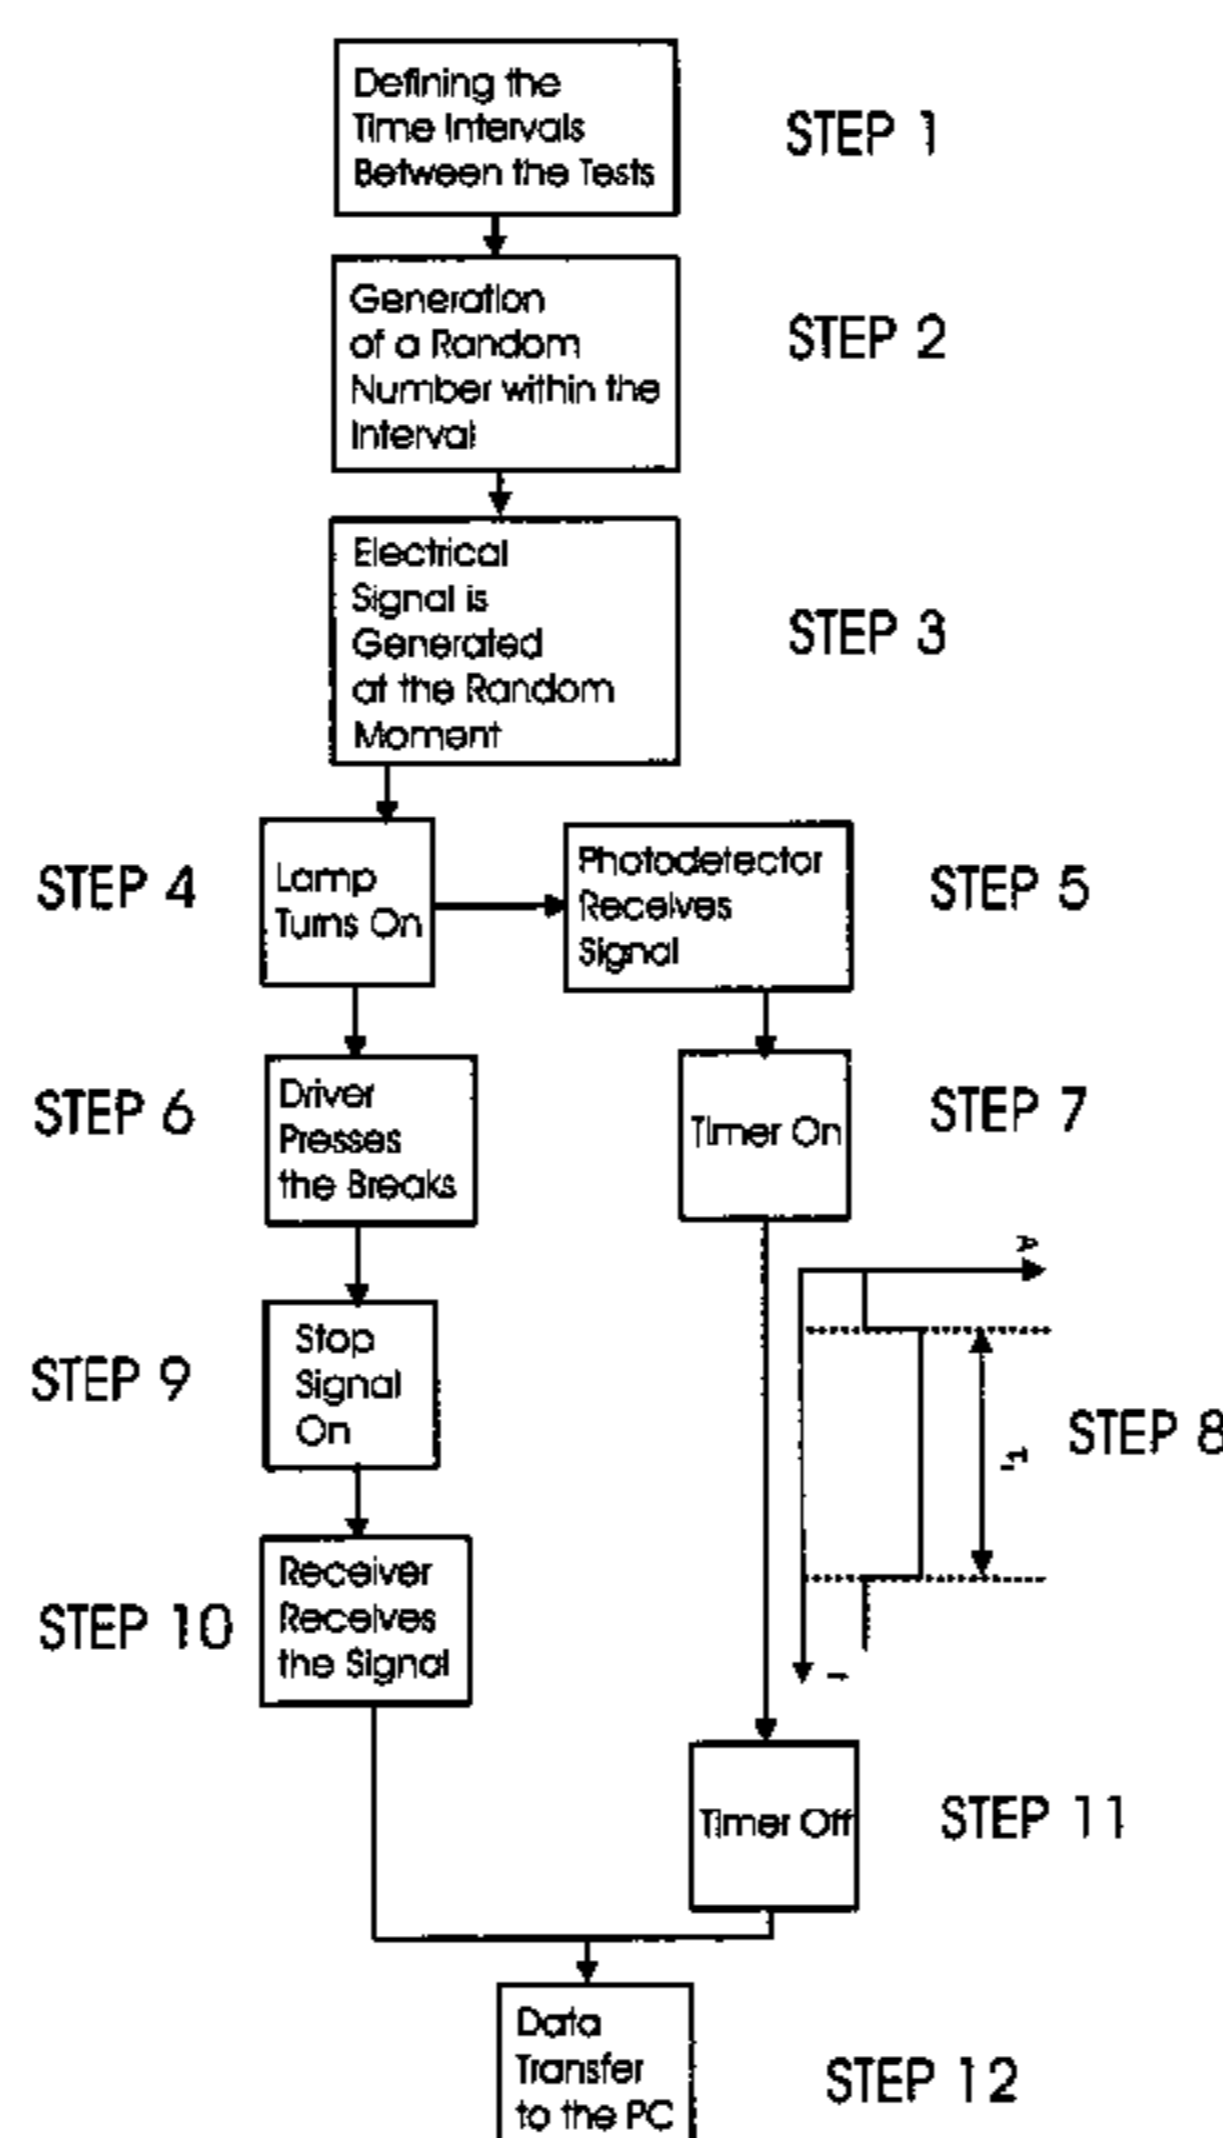 Defining the
Time Intervals
Between the Tests
STEP 1
Generation
of a Random
Number within the
Interval
STEP 2
Electrical
Signal is
Generated
at the Random
Moment
STEP 3
STEP 4
Lamp
Turns On
Photodetector
Receives
Signal
STEP 5
STEP 6
Driver
Presses
the Breaks
Timer On
STEP 7
A
STEP 9
Stop
Signal
On
STEP 8
STEP 10
Receiver
Receives
the Signal
Timer Off
STEP 11
Data
Transfer
to the PC
STEP 12